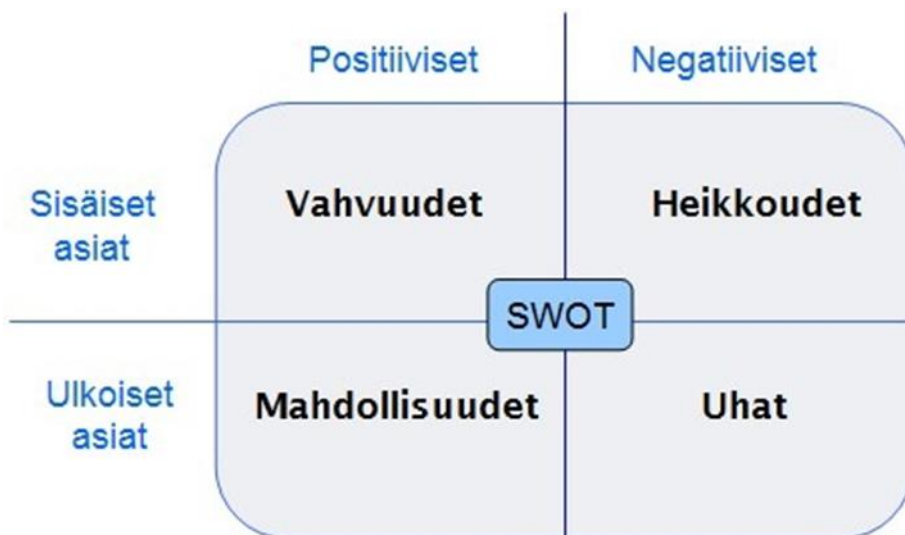 Positiiviset
Negatiiviset
Sisäiset
asiat
Vahvuudet
Heikkoudet
SWOT
Ulkoiset
asiat
Mahdollisuudet
Uhat